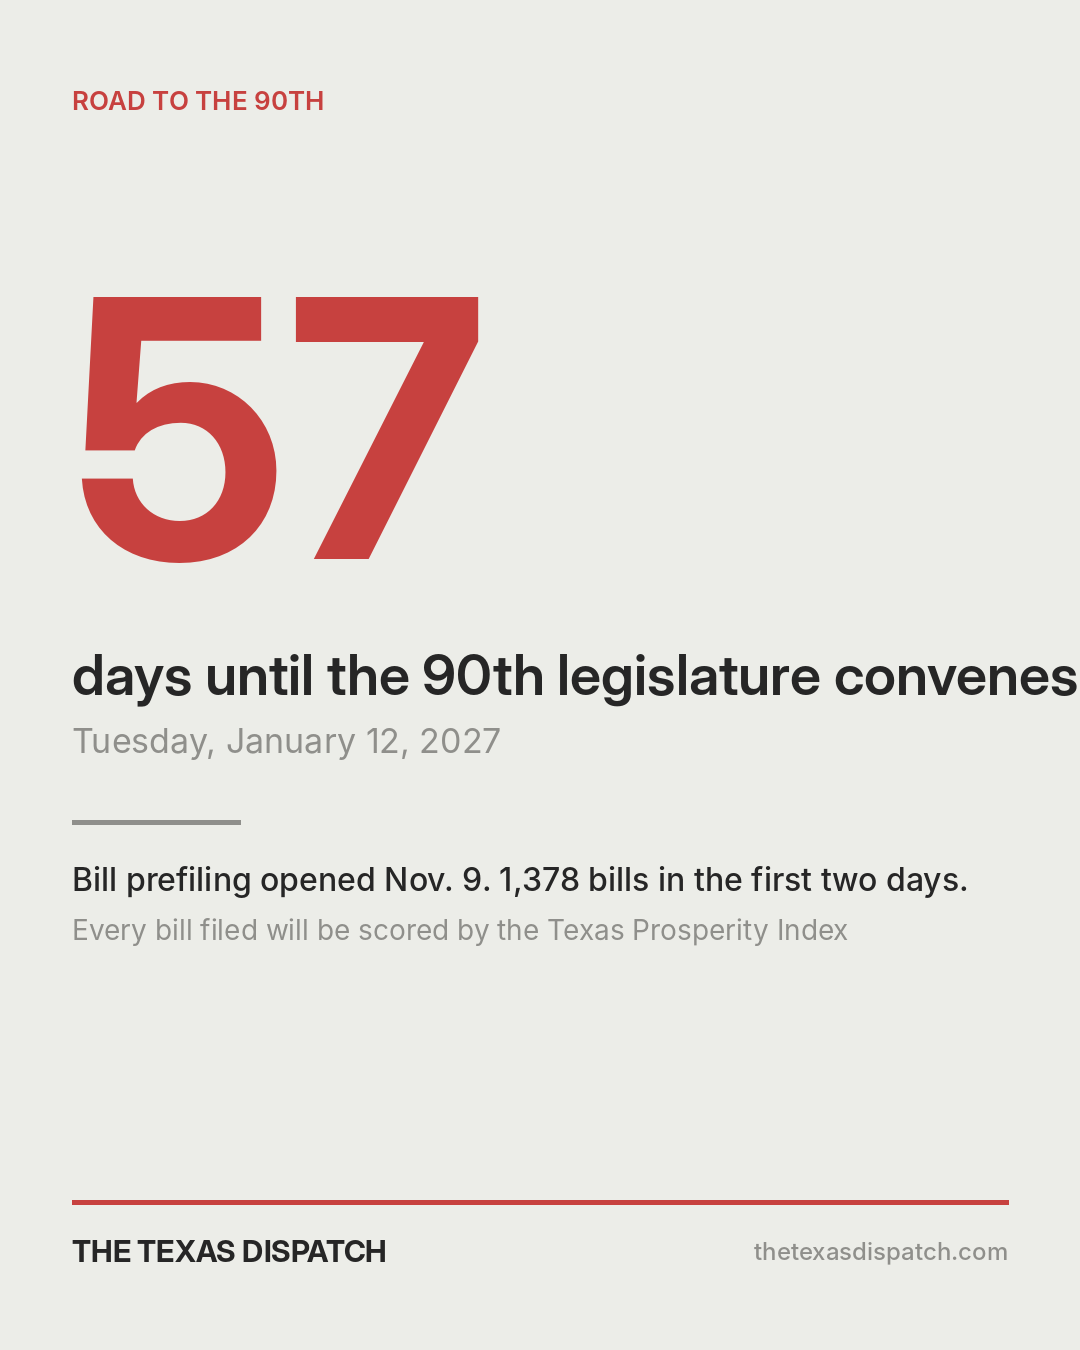 ROAD TO THE 90TH
57
days until the 90th legislature convenes
Tuesday, January 12, 2027
Bill prefiling opened Nov. 9. 1,378 bills in the first two days.
Every bill filed will be scored by the Texas Prosperity Index
THE TEXAS DISPATCH
thetexasdispatch.com